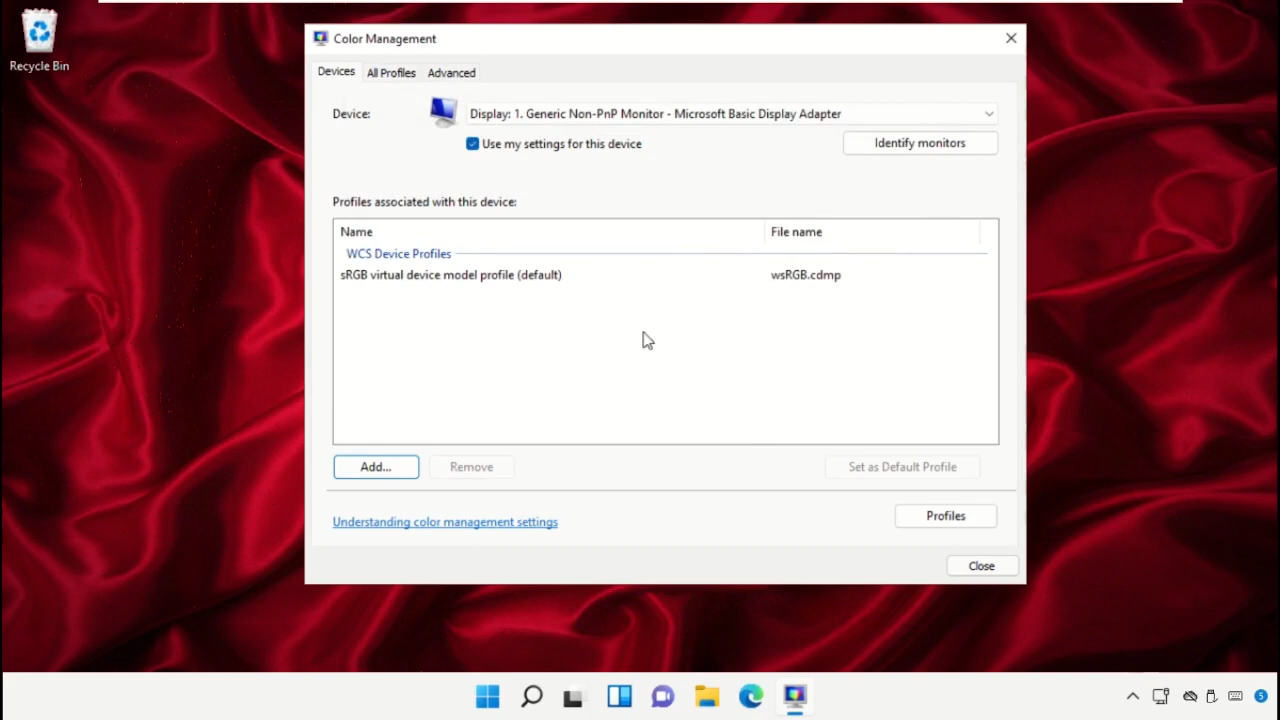 Recycle Bin
Color Management
Devices All Profiles Advanced
Device: Display: 1. Generic Non-PnP Monitor - Microsoft Basic Display Adapter
Use my settings for this device Identify monitors
Profiles associated with this device:
Name File name
WCS Device Profiles
sRGB virtual device model profile (default) wsRGB.cdmp
Add... Remove Set as Default Profile
Understanding color management settings Profiles
Close
5